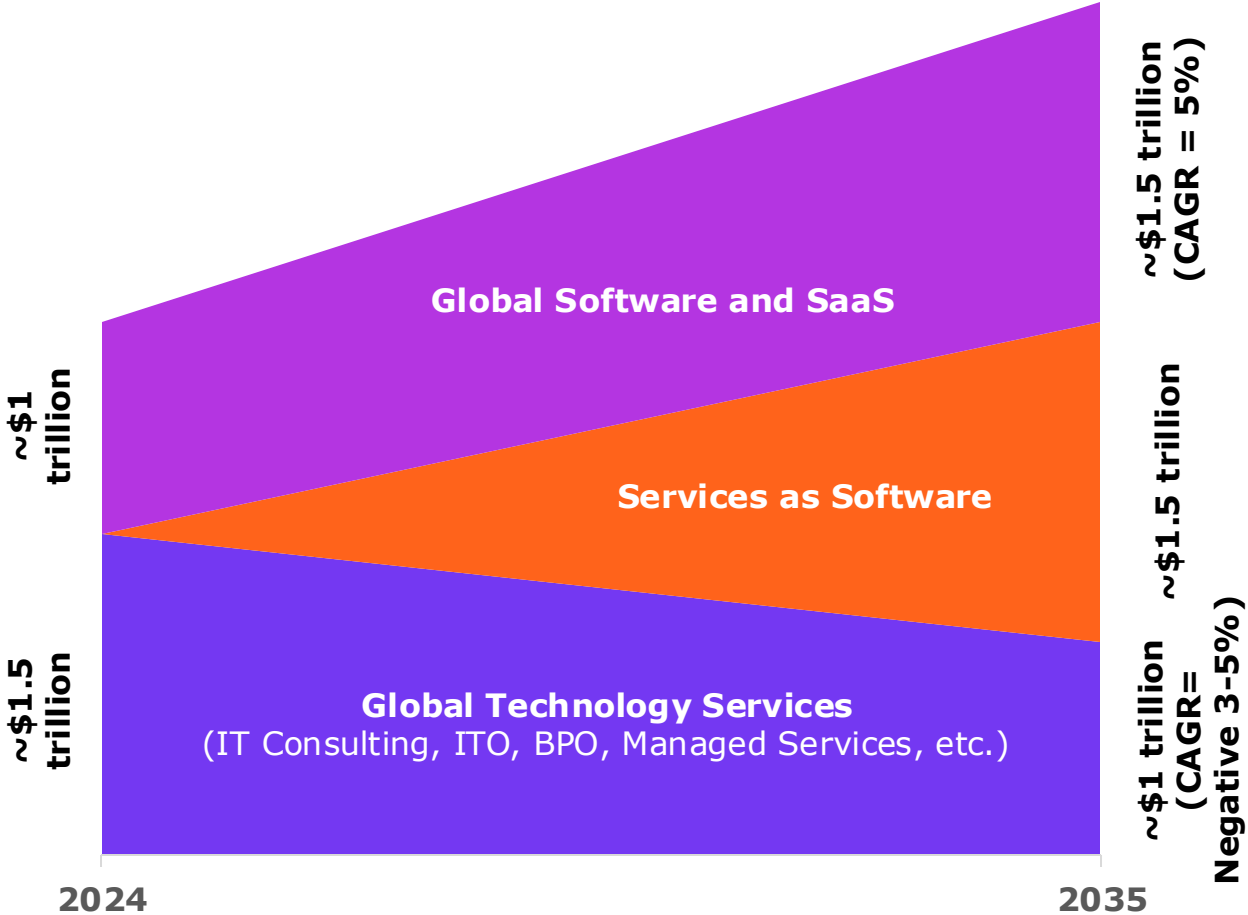 ~$1
trillion
~$1.5
trillion
Global Software and SaaS
Services as Software
Global Technology Services
(IT Consulting, ITO, BPO, Managed Services, etc.)
~$1.5 trillion
(CAGR = 5%)
~$1.5 trillion
~$1 trillion
(CAGR=
Negative 3-5%)
2024
2035